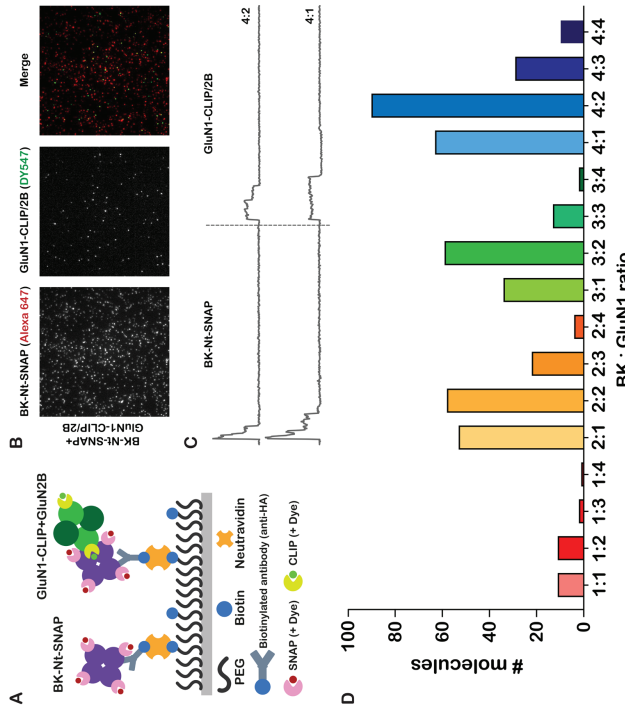 A
BK-Nt-SNAP
GluN1-CLIP+GluN2B
PEG
Biotin
Neutravidin
Biotinylated antibody (anti-HA)
SNAP (+ Dye)
CLIP (+ Dye)
B
BK-Nt-SNAP (Alexa 647)
GluN1-CLIP/2B (DY547)
Merge
BK-Nt-SNAP+
GluN1-CLIP/2B
C
BK-Nt-SNAP
GluN1-CLIP/2B
4:2
4:1
D
# molecules
100
80
60
40
20
0
1:1
1:2
1:3
1:4
2:1
2:2
2:3
2:4
3:1
3:2
3:3
3:4
4:1
4:2
4:3
4:4
BK : GluN1 ratio